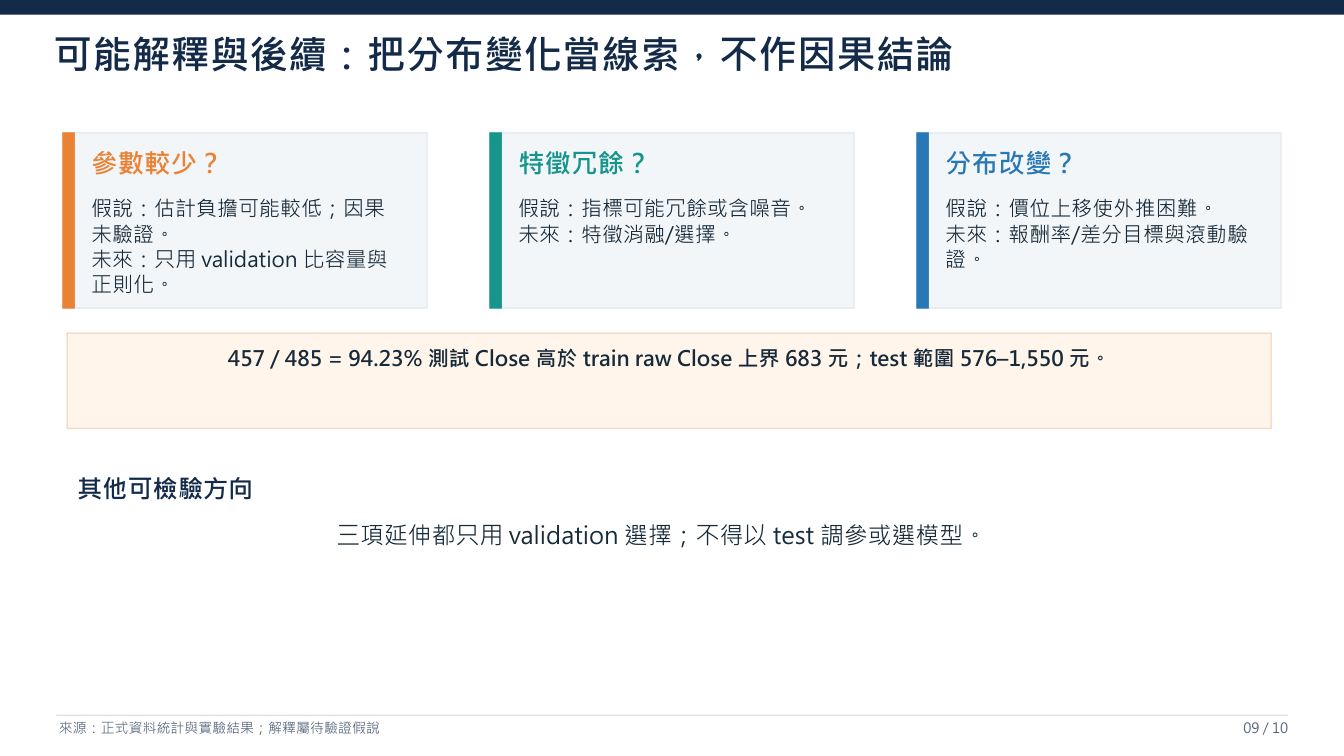 可能解釋與後續：把分布變化當線索，不作因果結論
參數較少？
假說：估計負擔可能較低；因果
未驗證。
未來：只用 validation 比容量與
正則化。
特徵冗餘？
假說：指標可能冗餘或含噪音。
未來：特徵消融/選擇。
分布改變？
假說：價位上移使外推困難。
未來：報酬率/差分目標與滾動驗
證。
457 / 485 = 94.23% 測試 Close 高於 train raw Close 上界 683 元；test 範圍 576–1,550 元。
其他可檢驗方向
三項延伸都只用 validation 選擇；不得以 test 調參或選模型。
來源：正式資料統計與實驗結果；解釋屬待驗證假說
09 / 10